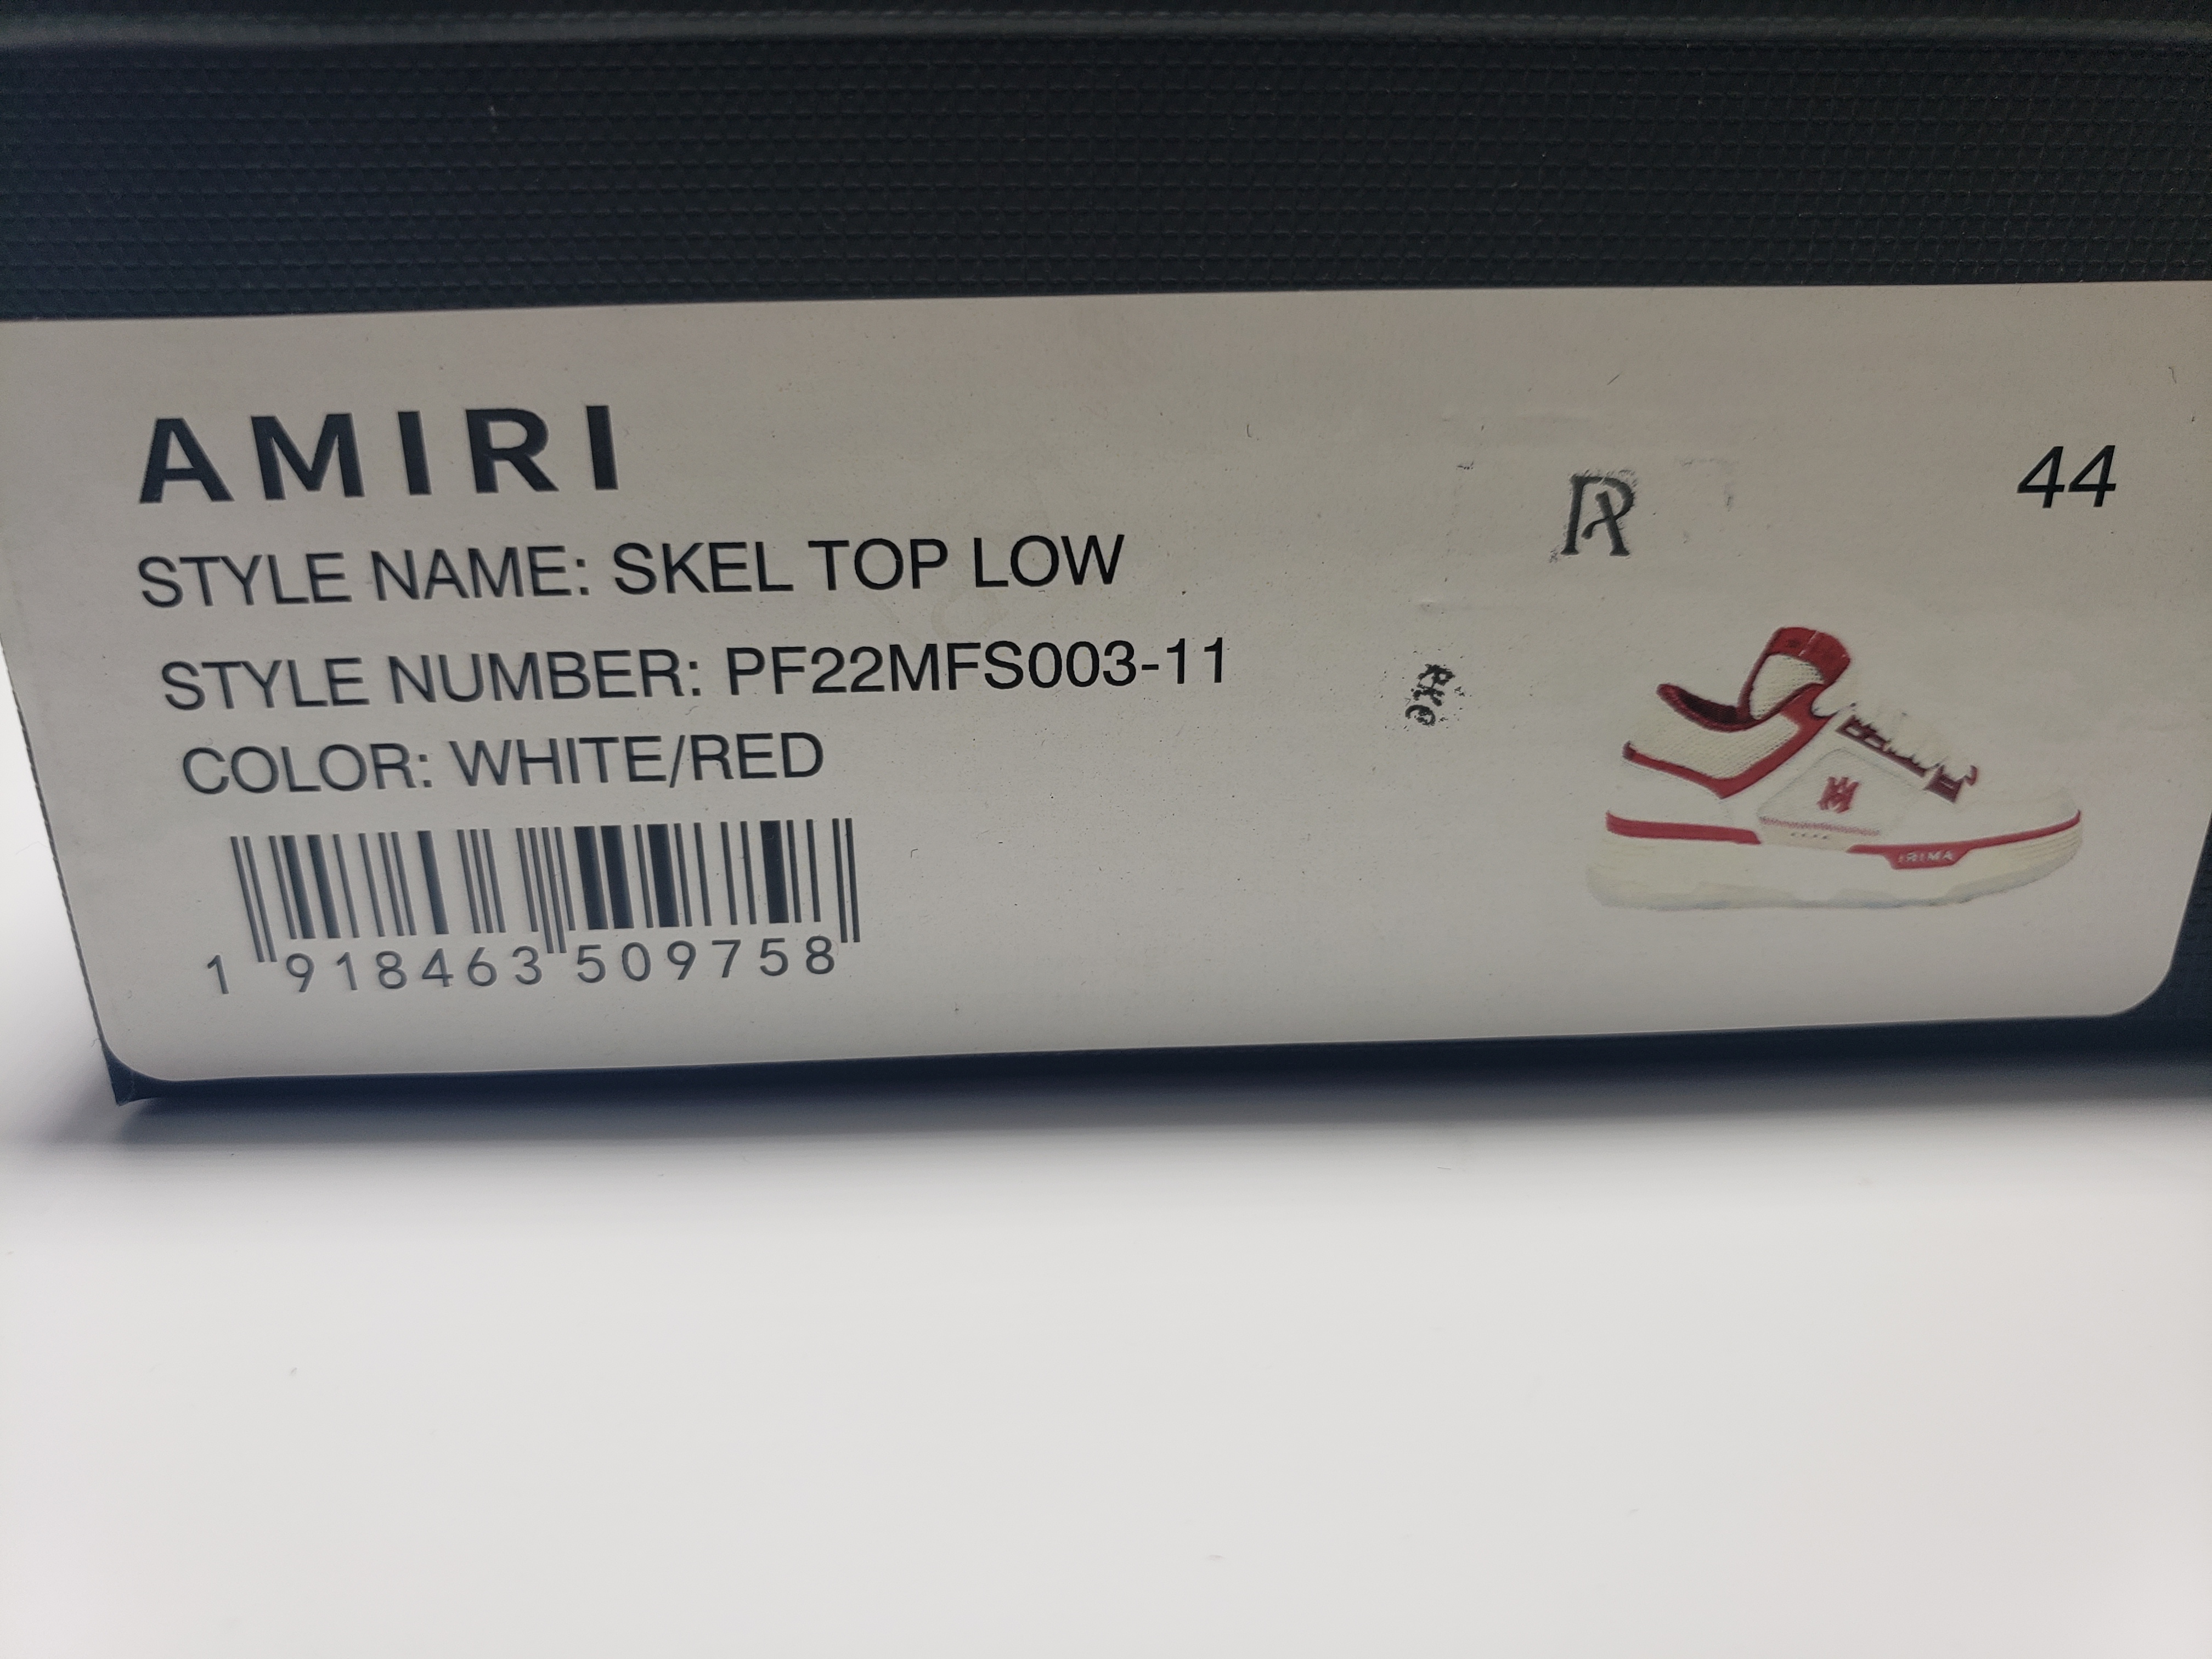 AMIRI
44
STYLE NAME: SKEL TOP LOW
STYLE NUMBER: PF22MFS003-11
COLOR: WHITE/RED
1 918463 509758